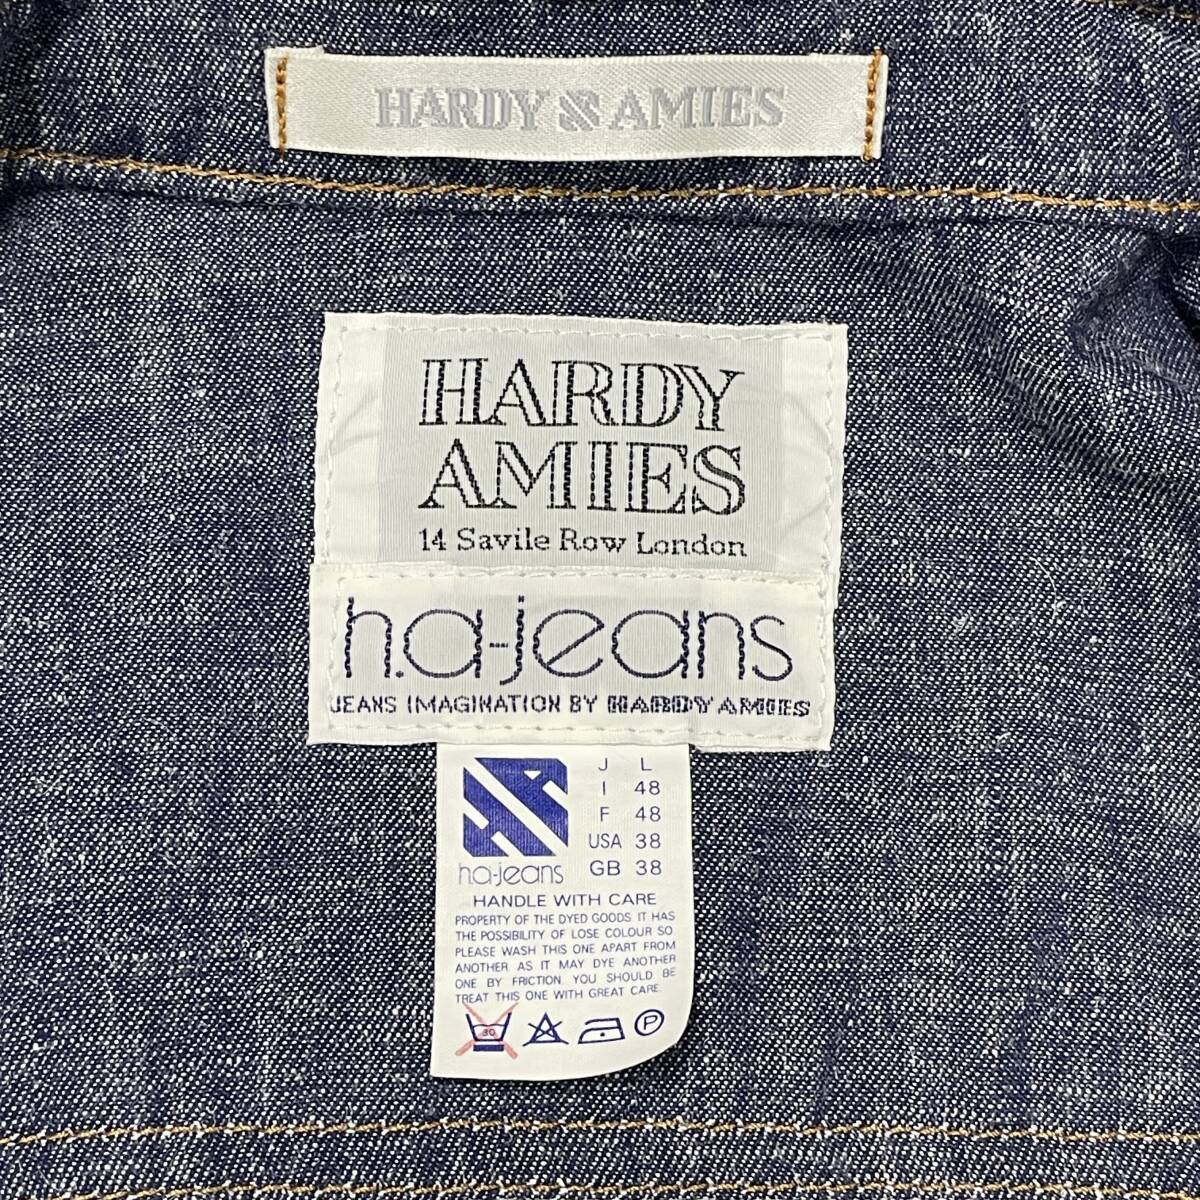 HARDY & AMIES
HARDY
AMIES
14 Savile Row London
h.a-jeans
JEANS IMAGINATION BY HARDY AMIES
HA
ha-jeans
J L
I 48
F 48
USA 38
GB 38
HANDLE WITH CARE
PROPERTY OF THE DYED GOODS IT HAS
THE POSSIBILITY OF LOSE COLOUR SO
PLEASE WASH THIS ONE APART FROM
ANOTHER AS IT MAY DYE ANOTHER
ONE BY FRICTION. YOU SHOULD BE
TREAT THIS ONE WITH GREAT CARE.
30
P